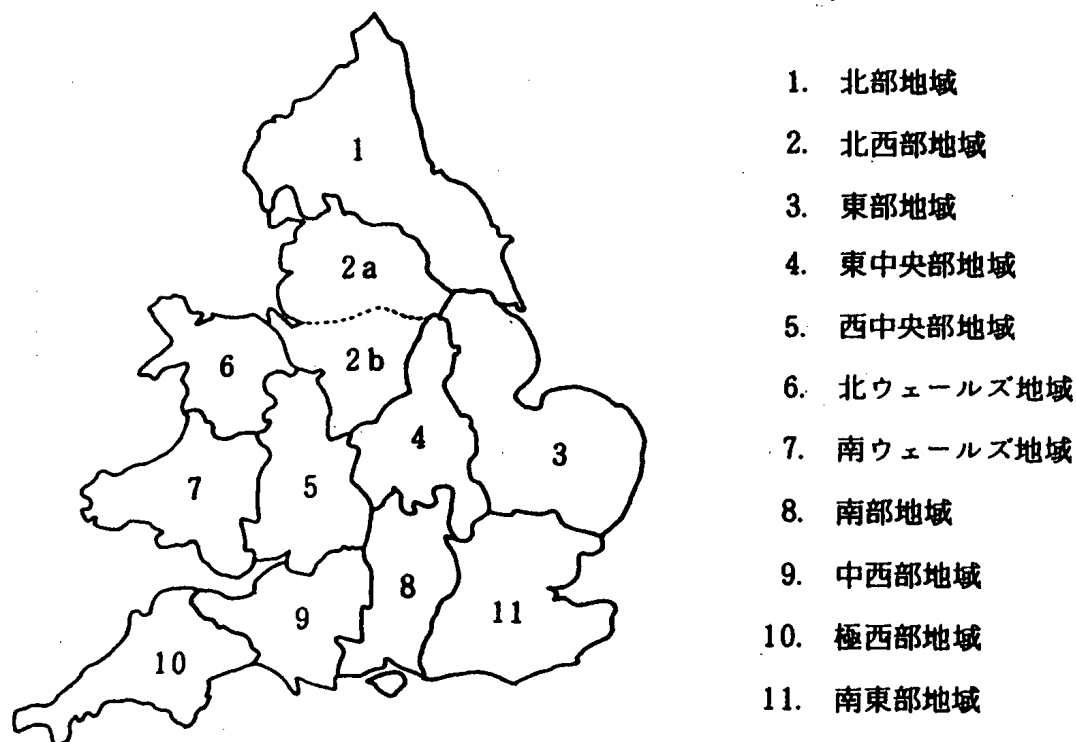 1
2a
2b
6
4
3
7
5
8
9
11
10
1. 北部地域
2. 北西部地域
3. 東部地域
4. 東中央部地域
5. 西中央部地域
6. 北ウェールズ地域
7. 南ウェールズ地域
8. 南部地域
9. 中西部地域
10. 極西部地域
11. 南東部地域